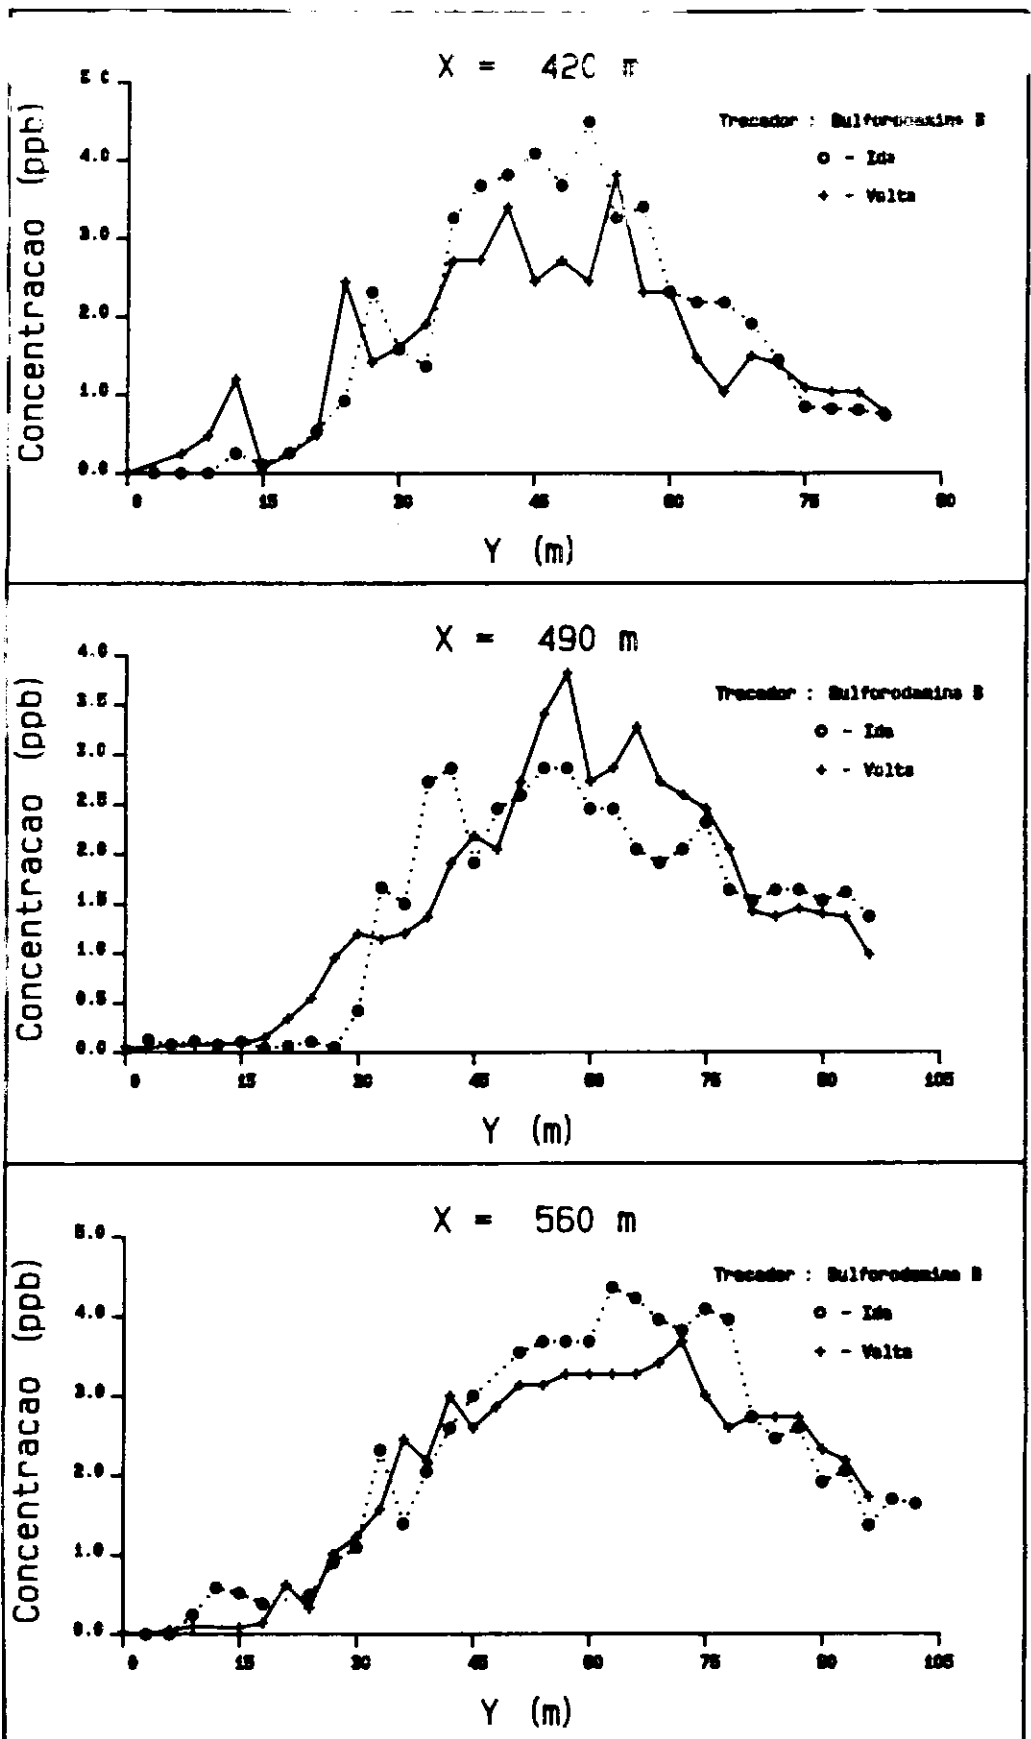 X = 420 m
Concentracao (ppb)
5.0
4.0
3.0
2.0
1.0
0.0
Tracador : Sulforodamina B
o - Ida
+ - Volta
0 15 30 45 60 75 90
Y (m)
X = 490 m
Concentracao (ppb)
4.0
3.5
3.0
2.5
2.0
1.5
1.0
0.5
0.0
Tracador : Sulforodamina B
o - Ida
+ - Volta
0 15 30 45 60 75 90 105
Y (m)
X = 560 m
Concentracao (ppb)
5.0
4.0
3.0
2.0
1.0
0.0
Tracador : Sulforodamina B
o - Ida
+ - Volta
0 15 30 45 60 75 90 105
Y (m)